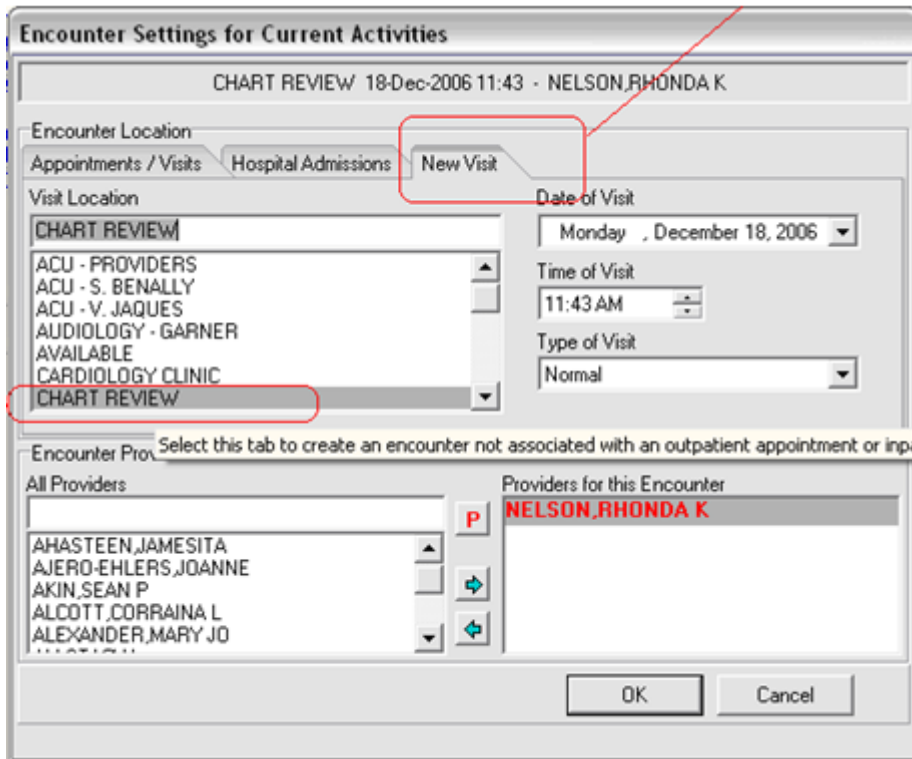 Encounter Settings for Current Activities
CHART REVIEW 18-Dec-2006 11:43 - NELSON,RHONDA K
Encounter Location
Appointments / Visits
Hospital Admissions
New Visit
Visit Location
CHART REVIEW
ACU - PROVIDERS
ACU - S. BENALLY
ACU - V. JAQUES
AUDIOLOGY - GARNER
AVAILABLE
CARDIOLOGY CLINIC
CHART REVIEW
Date of Visit
Monday , December 18, 2006
Time of Visit
11:43 AM
Type of Visit
Normal
Select this tab to create an encounter not associated with an outpatient appointment or inpa
Encounter Prov
All Providers
AHASTEEN,JAMESITA
AJERO-EHLERS,JOANNE
AKIN,SEAN P
ALCOTT,CORRAINA L
ALEXANDER,MARY JO
P
Providers for this Encounter
NELSON,RHONDA K
OK
Cancel